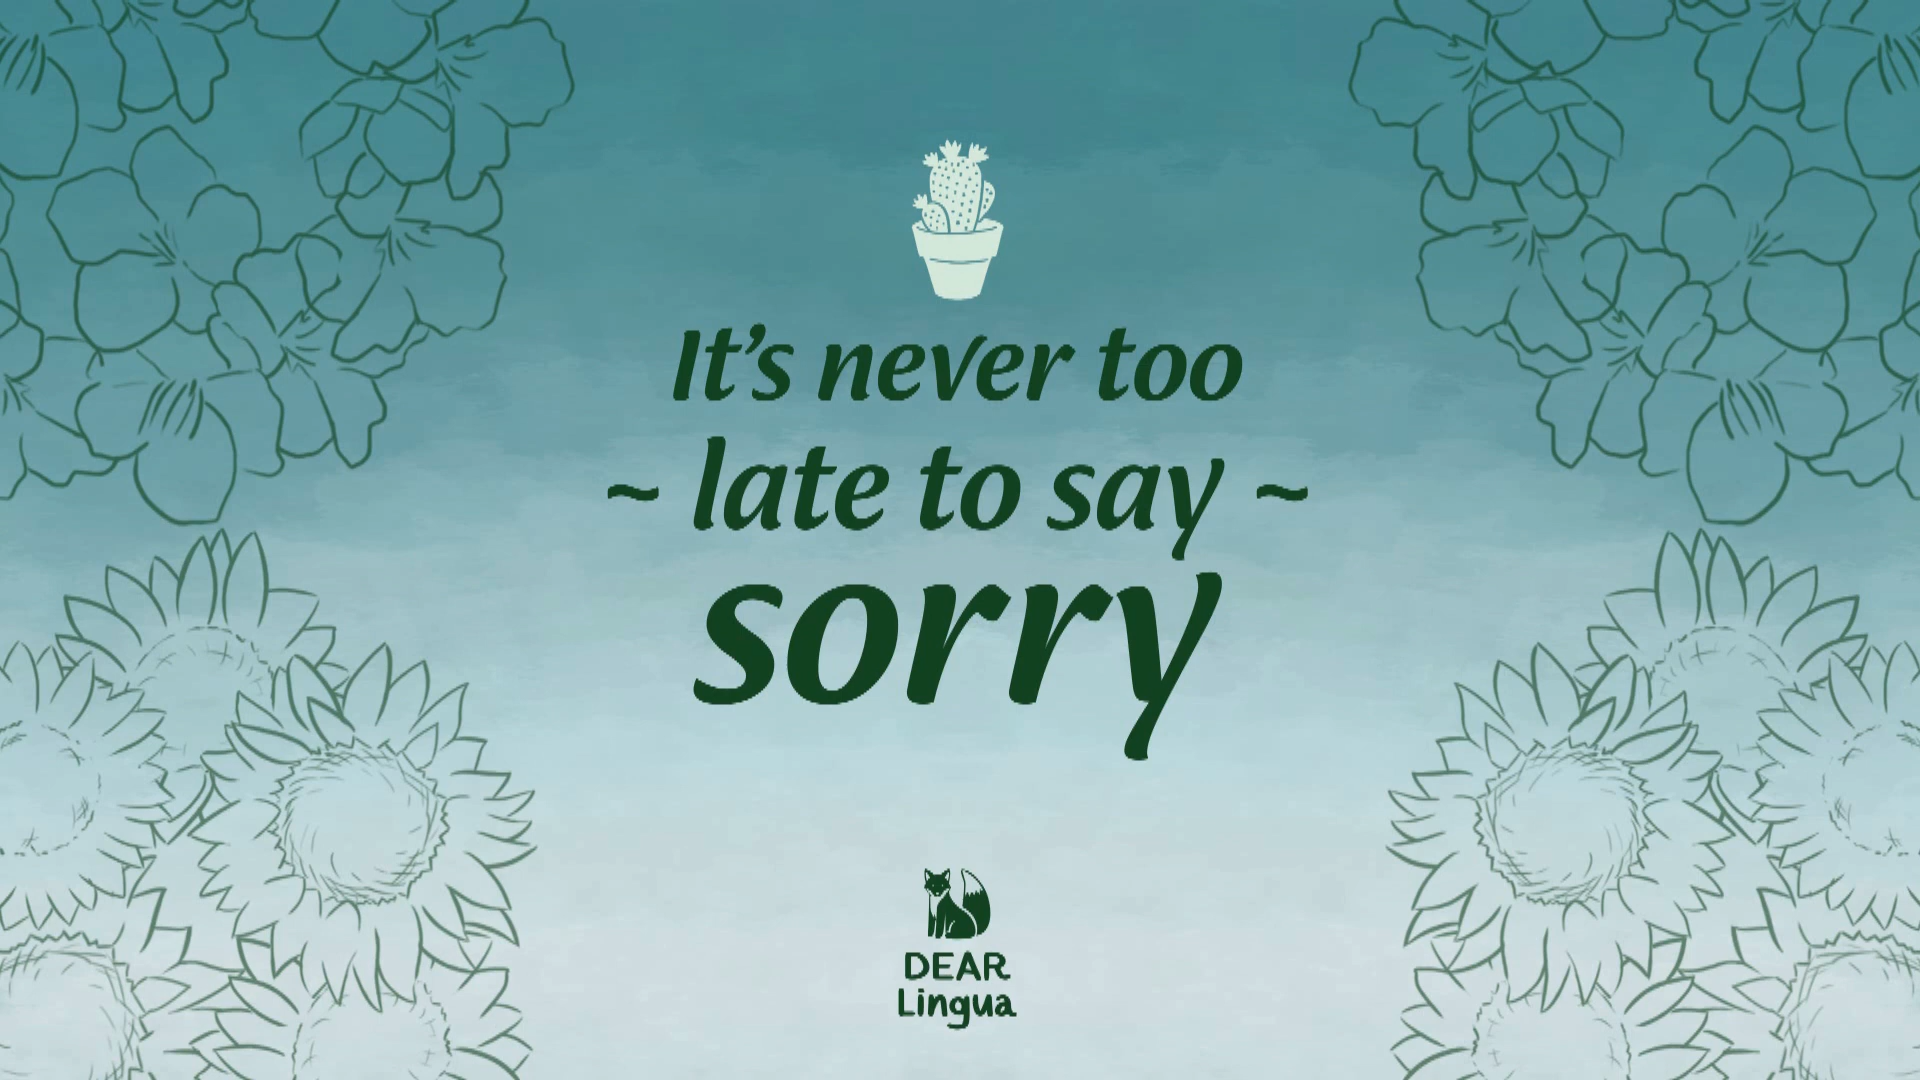 It’s never too
~ late to say ~
sorry
DEAR
Lingua